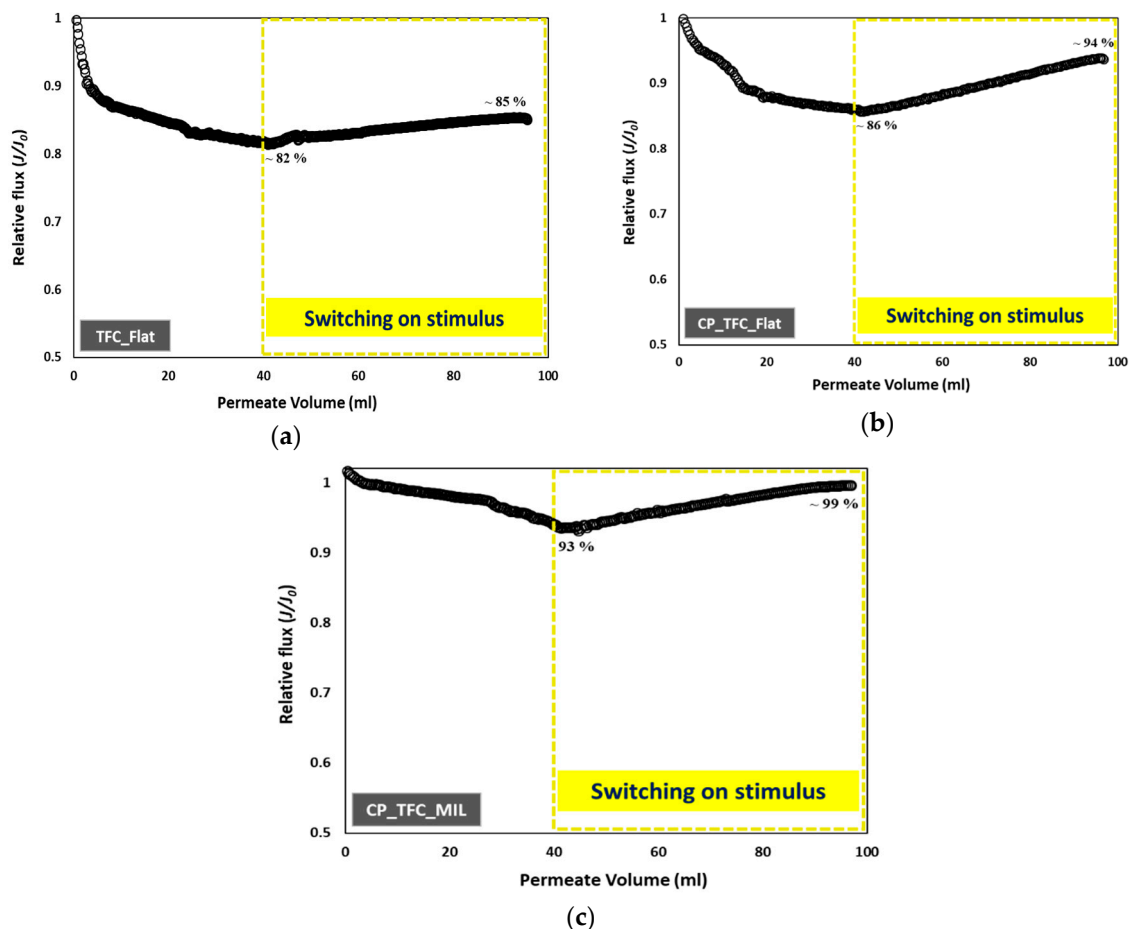 1
0.9
0.8
0.7
0.6
0.5
Relative flux (J/J0)
~ 85 %
~ 82 %
Switching on stimulus
TFC_Flat
0 20 40 60 80 100
Permeate Volume (ml)
(a)
1
0.9
0.8
0.7
0.6
0.5
Relative flux (J/J0)
~ 94 %
~ 86 %
Switching on stimulus
CP_TFC_Flat
0 20 40 60 80 100
Permeate Volume (ml)
(b)
1
0.9
0.8
0.7
0.6
0.5
Relative flux (J/J0)
~ 99 %
93 %
Switching on stimulus
CP_TFC_MIL
0 20 40 60 80 100
Permeate Volume (ml)
(c)